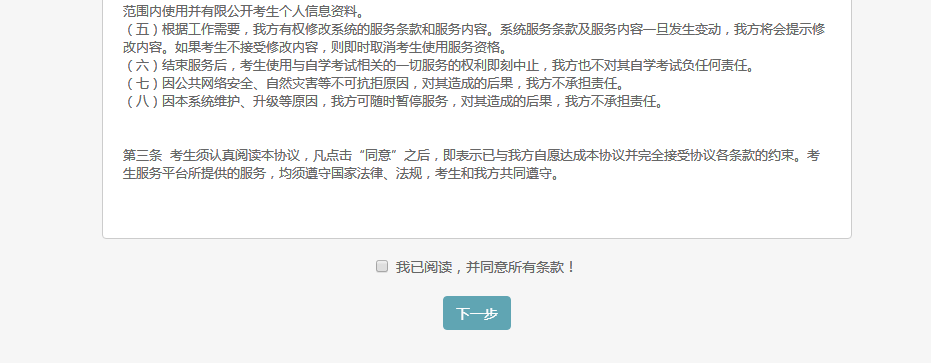 范围内使用并有限公开考生个人信息资料。
（五）根据工作需要，我方有权修改系统的服务条款和服务内容。系统服务条款及服务内容一旦发生变动，我方将会提示修
改内容。如果考生不接受修改内容，则即时取消考生使用服务资格。
（六）结束服务后，考生使用与自学考试相关的一切服务的权利即刻中止，我方也不对其自学考试负任何责任。
（七）因公共网络安全、自然灾害等不可抗拒原因，对其造成的后果，我方不承担责任。
（八）因本系统维护、升级等原因，我方可随时暂停服务，对其造成的后果，我方不承担责任。
第三条 考生须认真阅读本协议，凡点击“同意”之后，即表示已与我方自愿达成本协议并完全接受协议各条款的约束。考
生服务平台所提供的服务，均须遵守国家法律、法规，考生和我方共同遵守。
我已阅读，并同意所有条款！
下一步